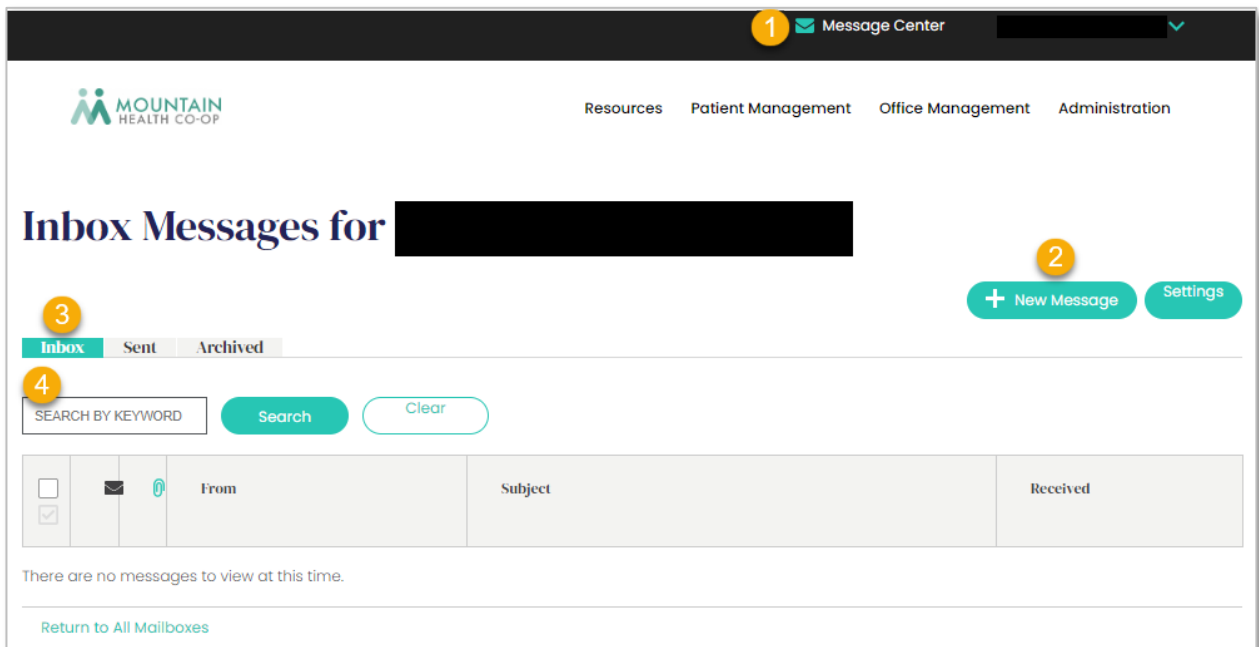 1 Message Center
MOUNTAIN
HEALTH CO-OP
Resources Patient Management Office Management Administration
Inbox Messages for
2
+ New Message Settings
3
Inbox Sent Archived
4
SEARCH BY KEYWORD Search Clear
From Subject Received
There are no messages to view at this time.
Return to All Mailboxes